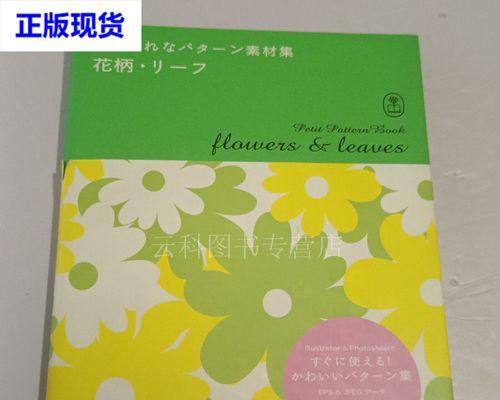 正版现货
れなパターン素材集
花柄・リーフ
Petit Pattern Book
flowers & leaves
云科图书专营店
Illustrator & Photoshopで
すぐに使える!
かわいいパターン集
EPS & JPEG データ